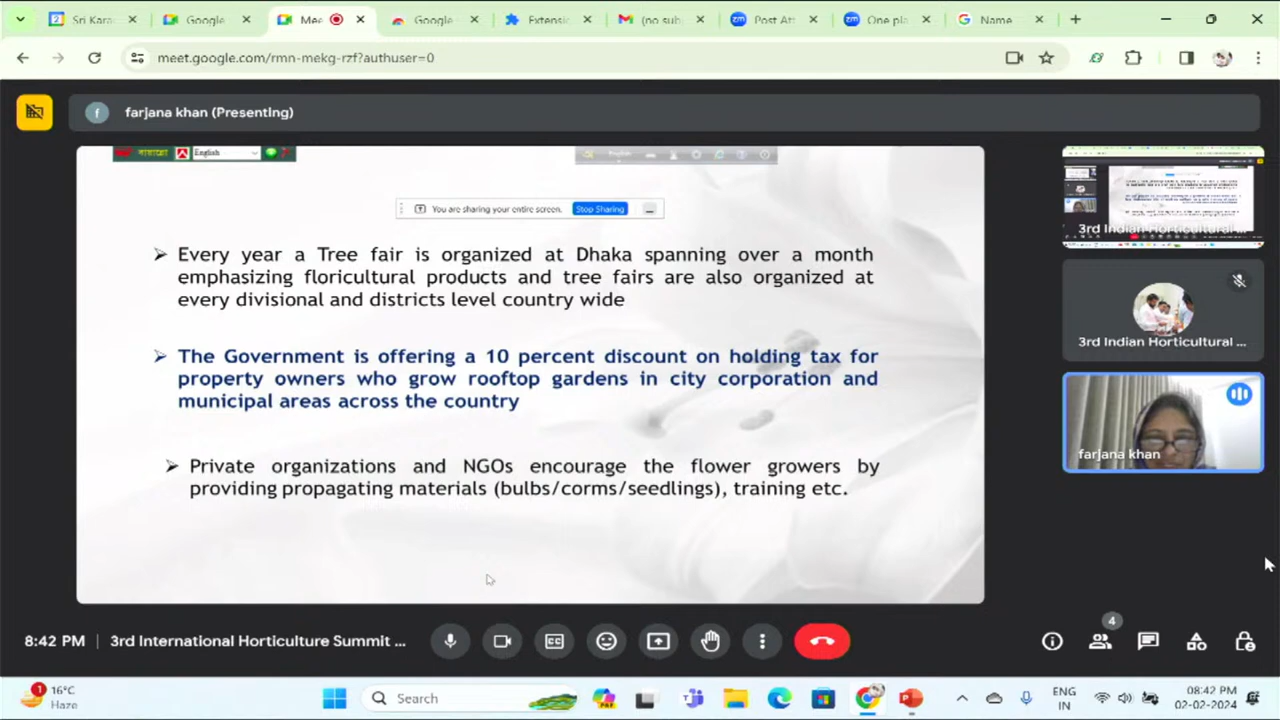 Sri Kara
Google
Mee
Google
Extensi
(no sub
Post Att
One pla
Name
meet.google.com/rmn-mekg-rzf?authuser=0
f
farjana khan (Presenting)
English
You are sharing your entire screen.
Stop Sharing
Every year a Tree fair is organized at Dhaka spanning over a month
emphasizing floricultural products and tree fairs are also organized at
every divisional and districts level country wide
The Government is offering a 10 percent discount on holding tax for
property owners who grow rooftop gardens in city corporation and
municipal areas across the country
Private organizations and NGOs encourage the flower growers by
providing propagating materials (bulbs/corms/seedlings), training etc.
3rd Indian Horticultural ...
3rd Indian Horticultural ...
farjana khan
8:42 PM
3rd International Horticulture Summit ...
4
1
16°C
Haze
Search
ENG
IN
08:42 PM
02-02-2024